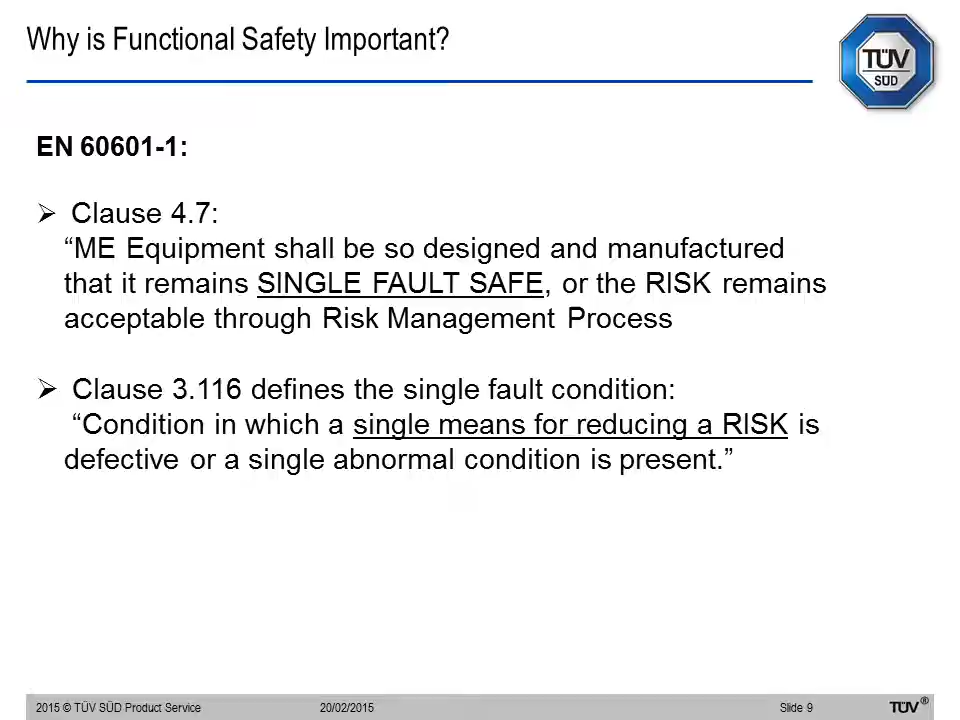 Why is Functional Safety Important?
TÜV
SÜD
EN 60601-1:
➢ Clause 4.7:
“ME Equipment shall be so designed and manufactured
that it remains SINGLE FAULT SAFE, or the RISK remains
acceptable through Risk Management Process
➢ Clause 3.116 defines the single fault condition:
“Condition in which a single means for reducing a RISK is
defective or a single abnormal condition is present.”
2015 © TÜV SÜD Product Service 20/02/2015 Slide 9 TÜV®